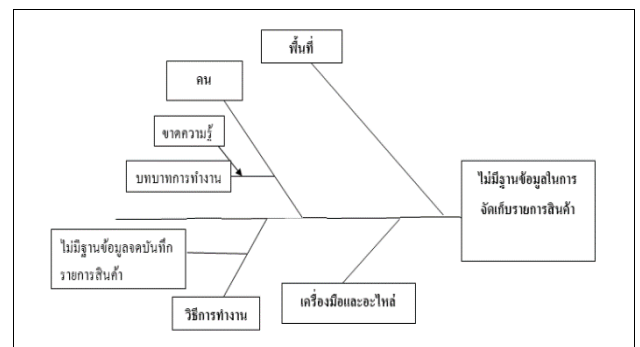 พื้นที่
คน
ขาดความรู้
บทบาทการทำงาน
ไม่มีฐานข้อมูลในการ
จัดเก็บรายการสินค้า
ไม่มีฐานข้อมูลจดบันทึก
รายการสินค้า
วิธีการทำงาน
เครื่องมือและอะไหล่